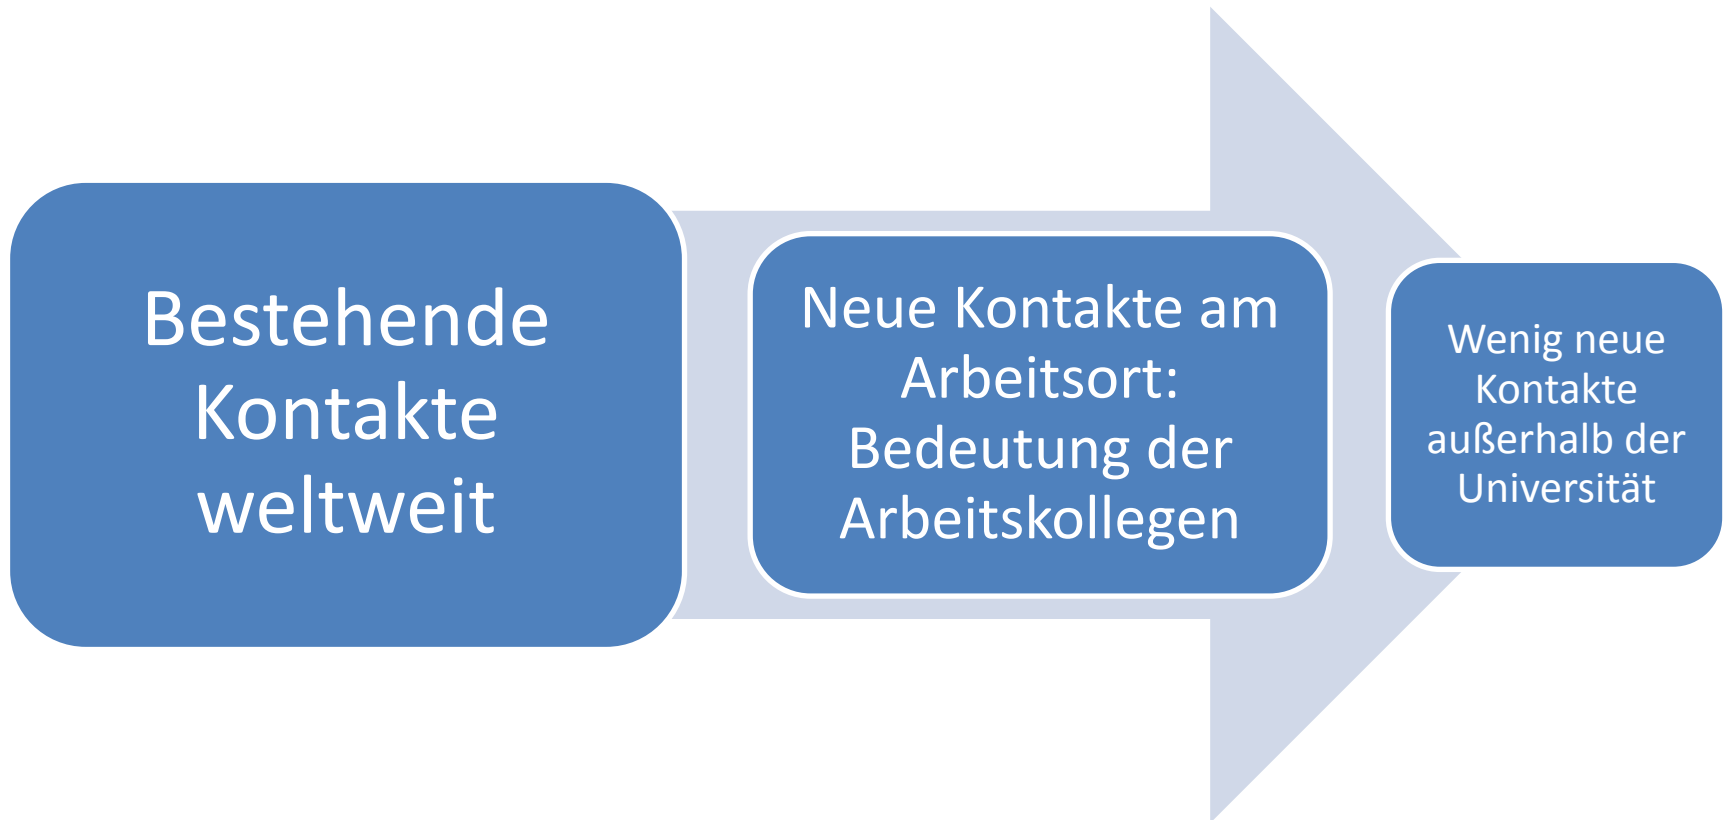 Bestehende
Kontakte
weltweit
Neue Kontakte am
Arbeitsort:
Bedeutung der
Arbeitskollegen
Wenig neue
Kontakte
außerhalb der
Universität